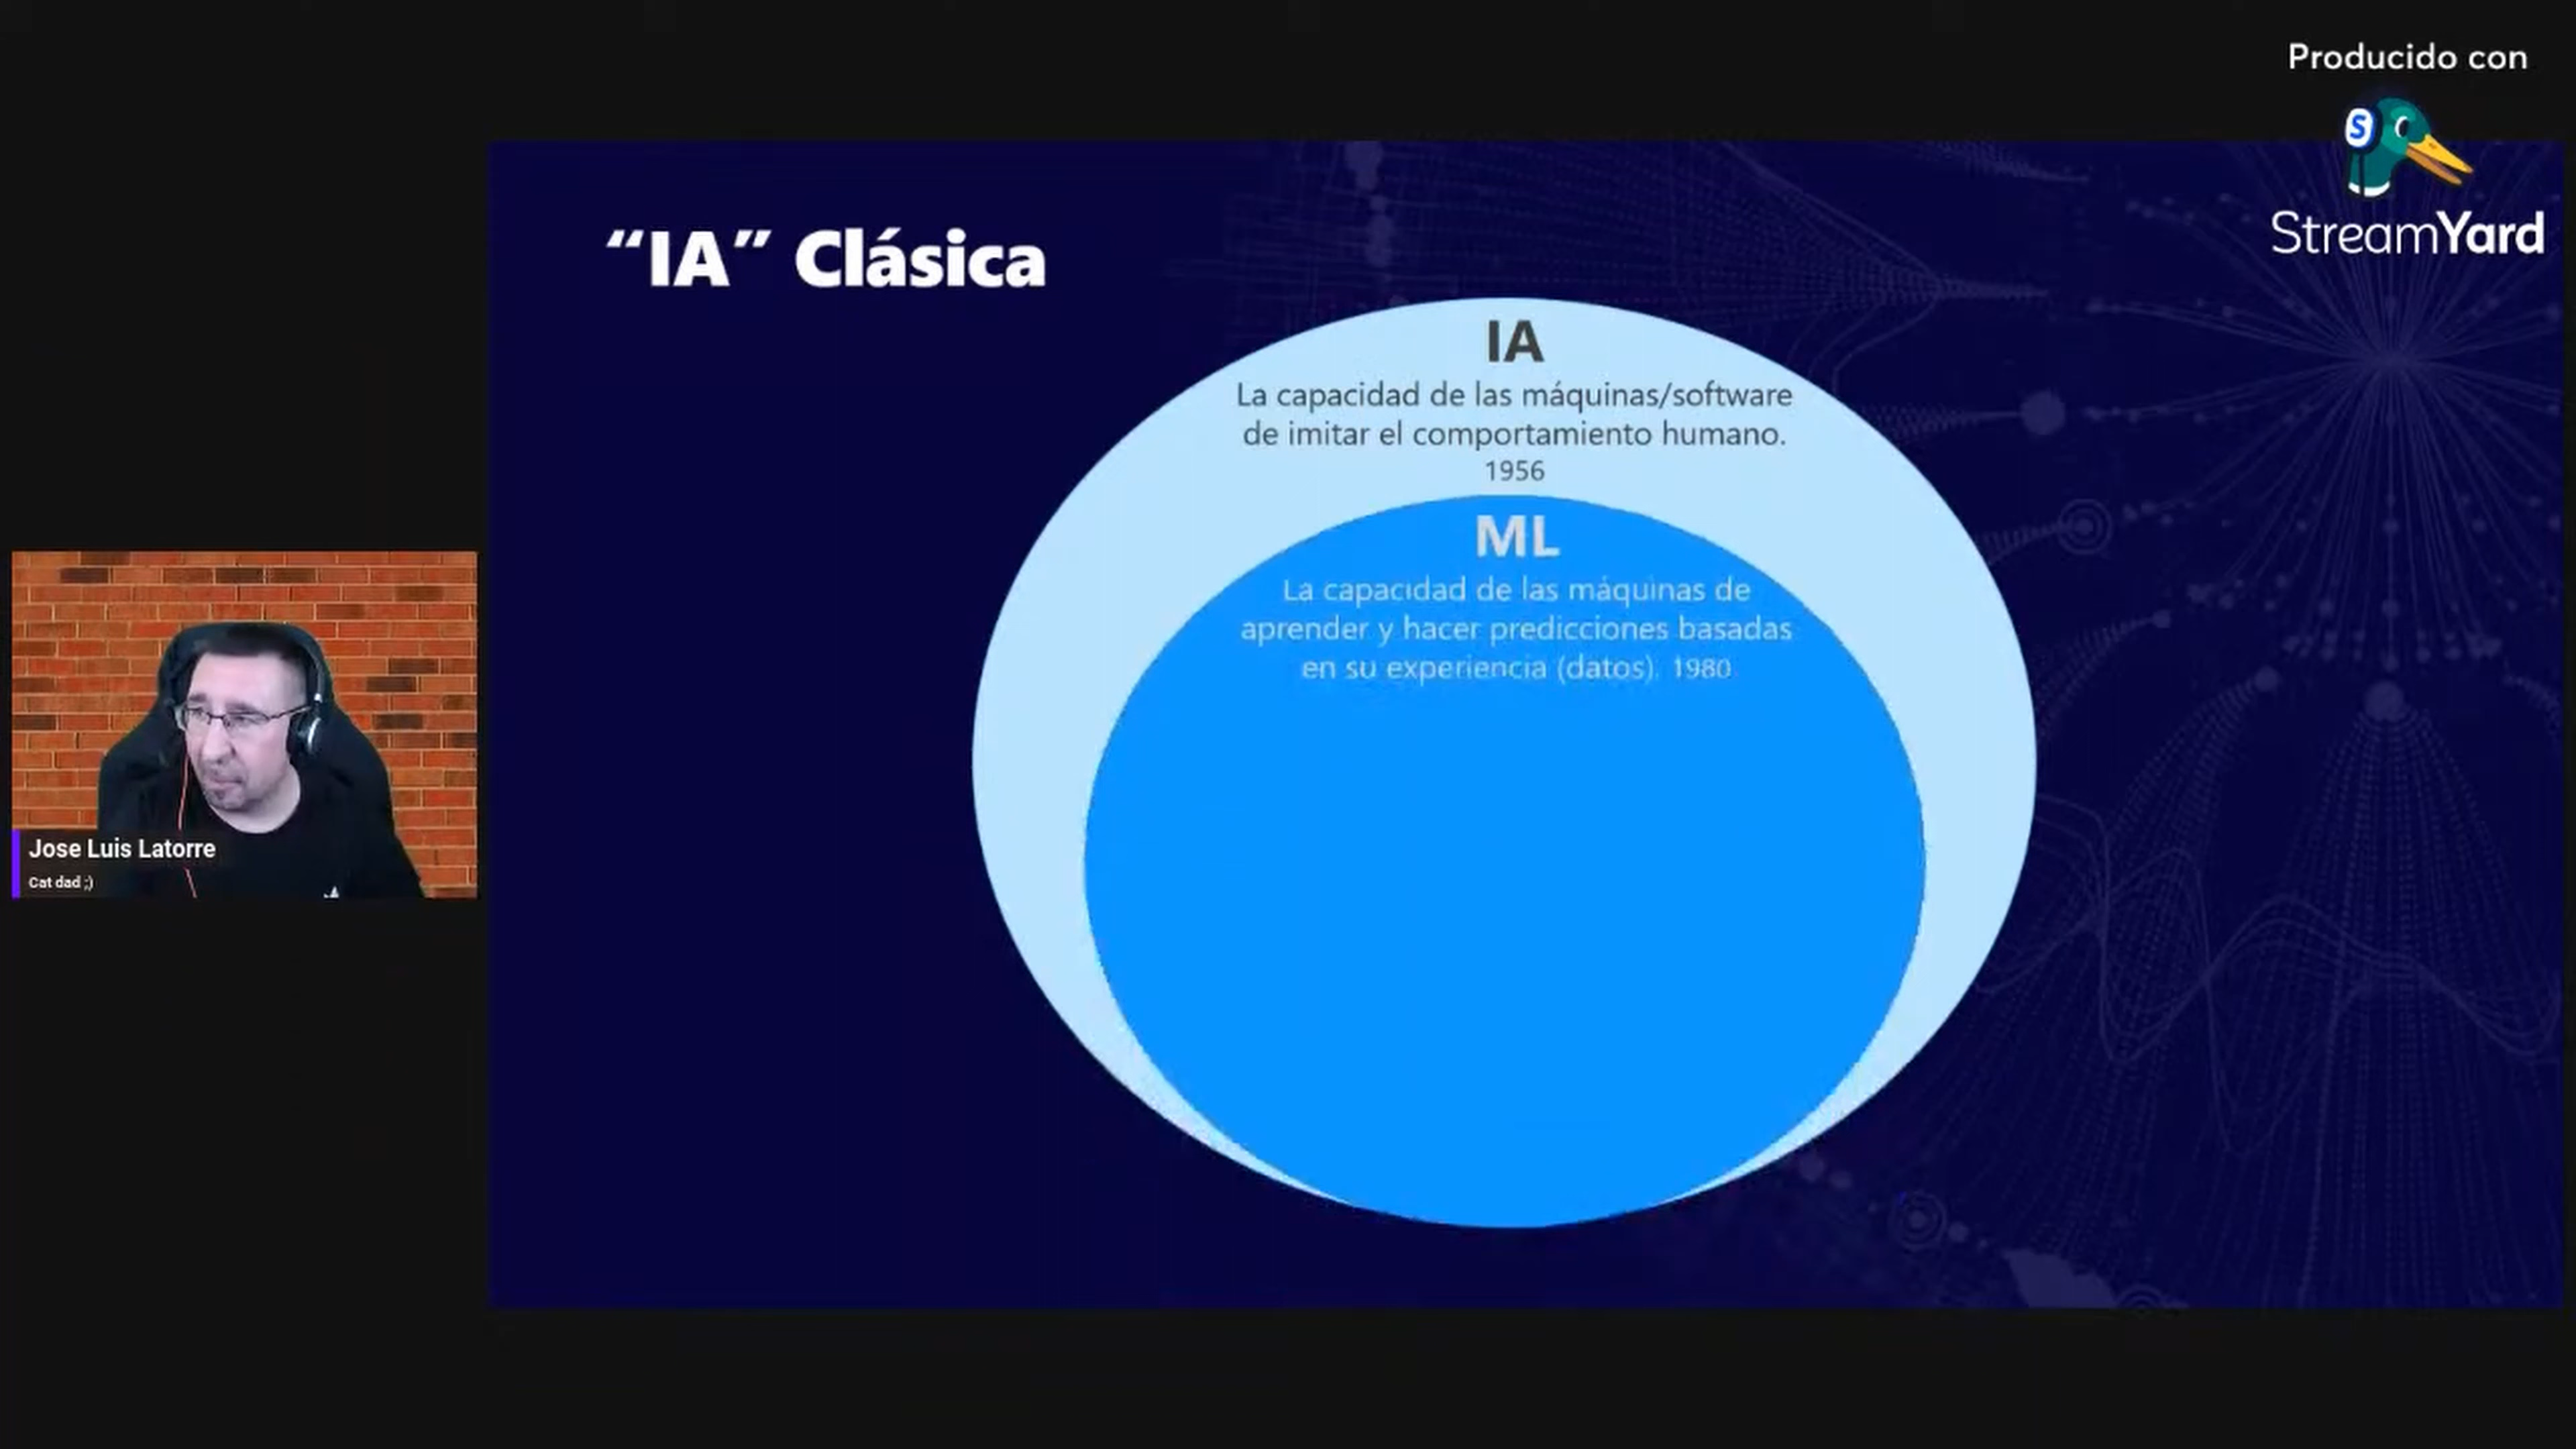 Producido con
S
StreamYard
“IA” Clásica
IA
La capacidad de las máquinas/software
de imitar el comportamiento humano.
1956
ML
La capacidad de las máquinas de
aprender y hacer predicciones basadas
en su experiencia (datos). 1980
Jose Luis Latorre
Cat dad ;)